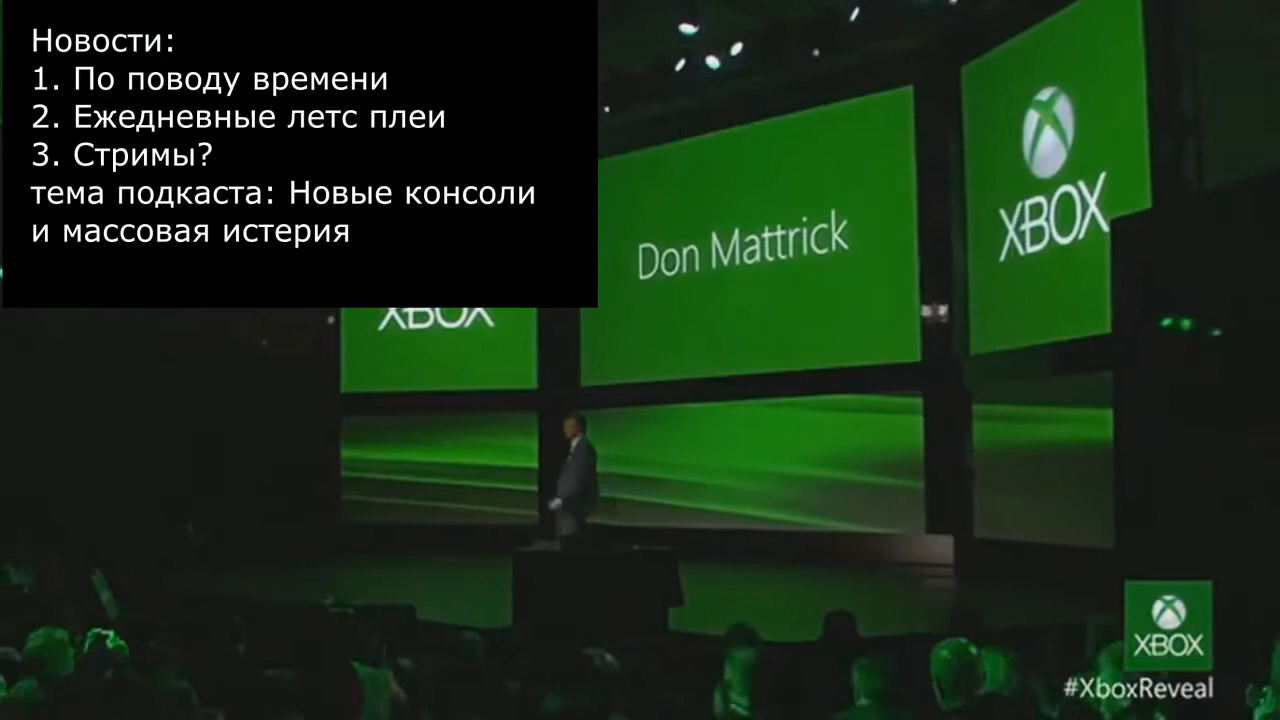 Новости:
1. По поводу времени
2. Ежедневные летс плеи
3. Стримы?
тема подкаста: Новые консоли
и массовая истерия
Don Mattrick
XBOX
XBOX
XBOX
#XboxReveal